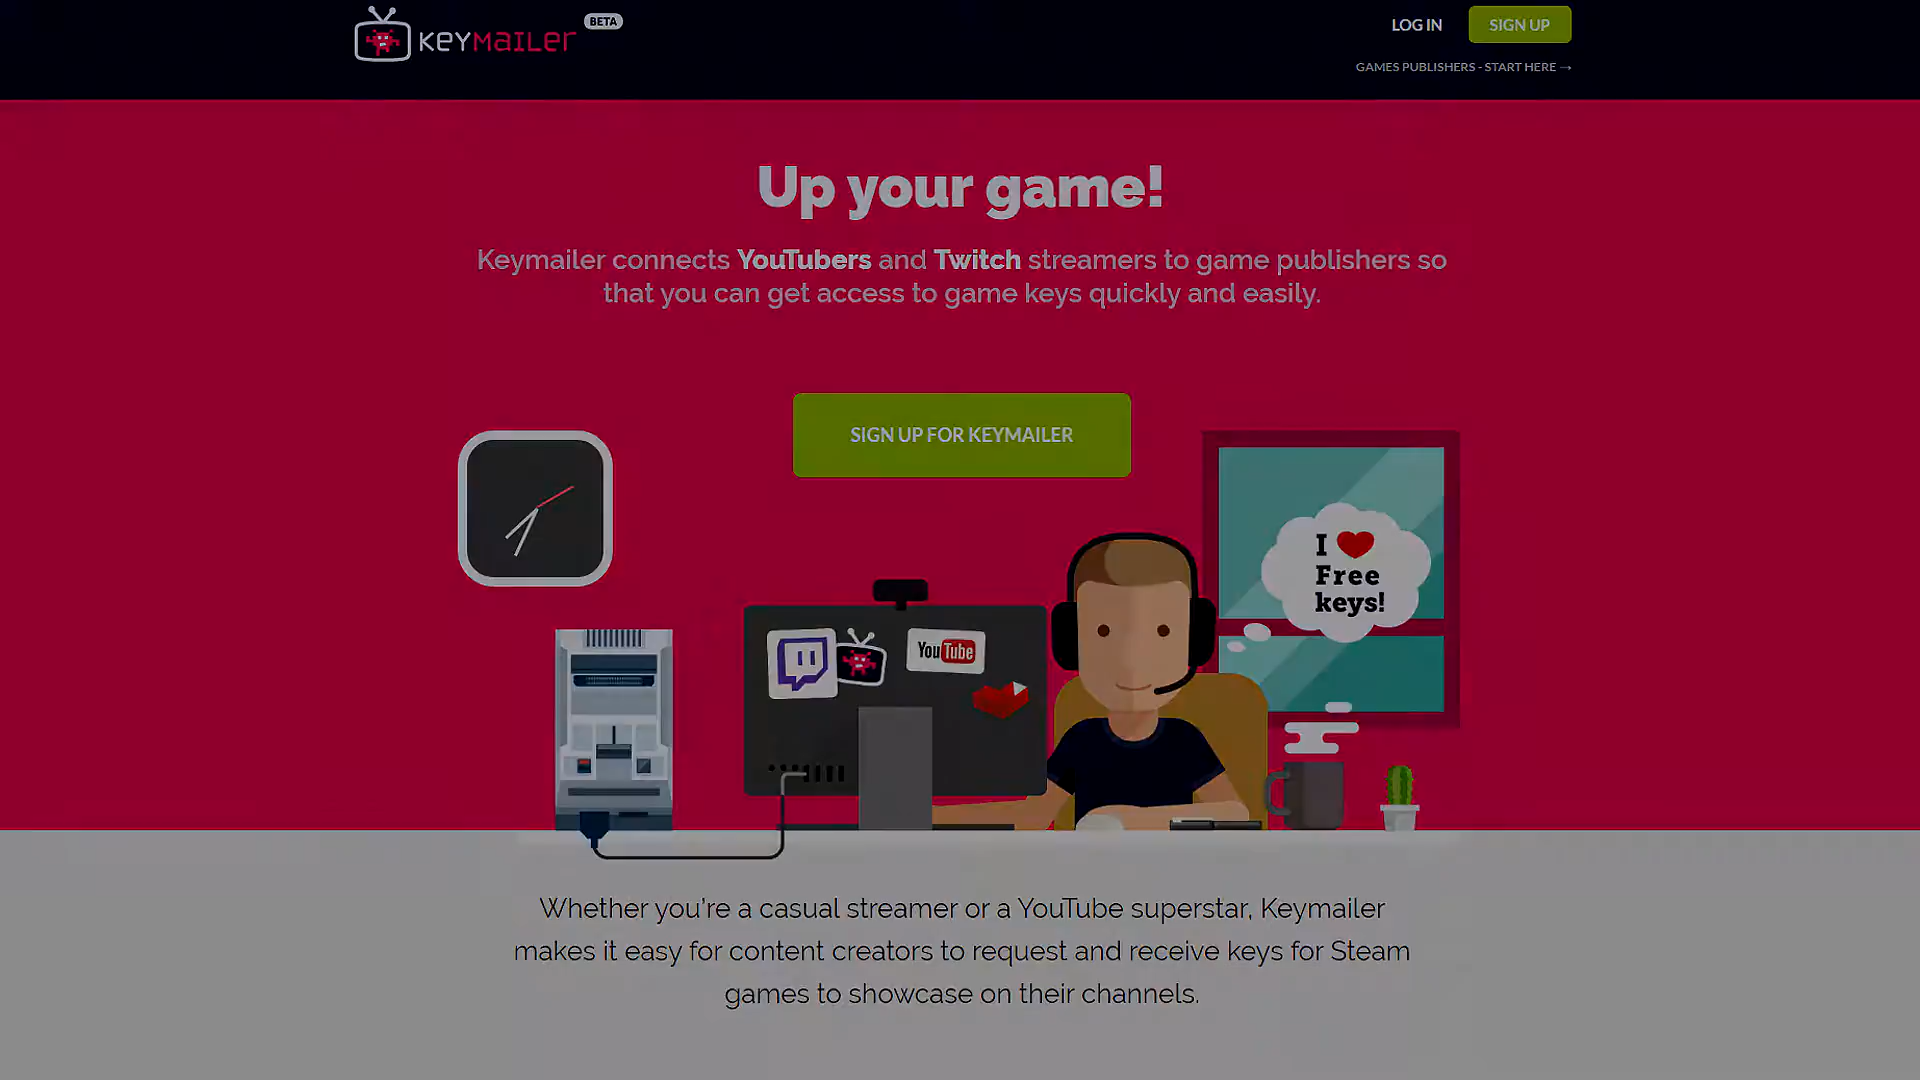 KEYMAILER BETA
LOG IN
SIGN UP
GAMES PUBLISHERS - START HERE →
Up your game!
Keymailer connects YouTubers and Twitch streamers to game publishers so
that you can get access to game keys quickly and easily.
SIGN UP FOR KEYMAILER
I ❤
Free
keys!
YouTube
Whether you're a casual streamer or a YouTube superstar, Keymailer
makes it easy for content creators to request and receive keys for Steam
games to showcase on their channels.